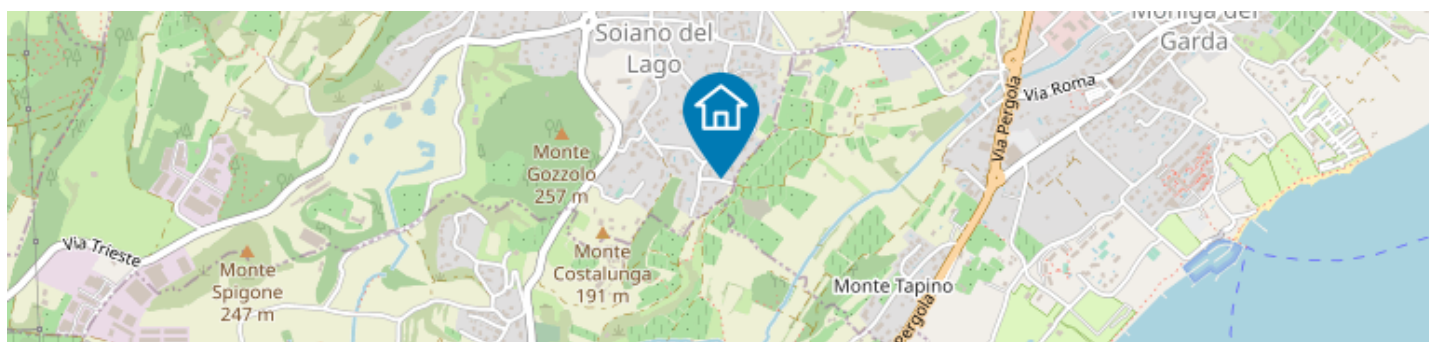 Moniga del
Garda
Soiano del
Lago
Via Roma
Via Pergola
Monte
Gozzolo
257 m
Via Trieste
Monte
Costalunga
191 m
Monte
Spigone
247 m
Monte Tapino
Pergola